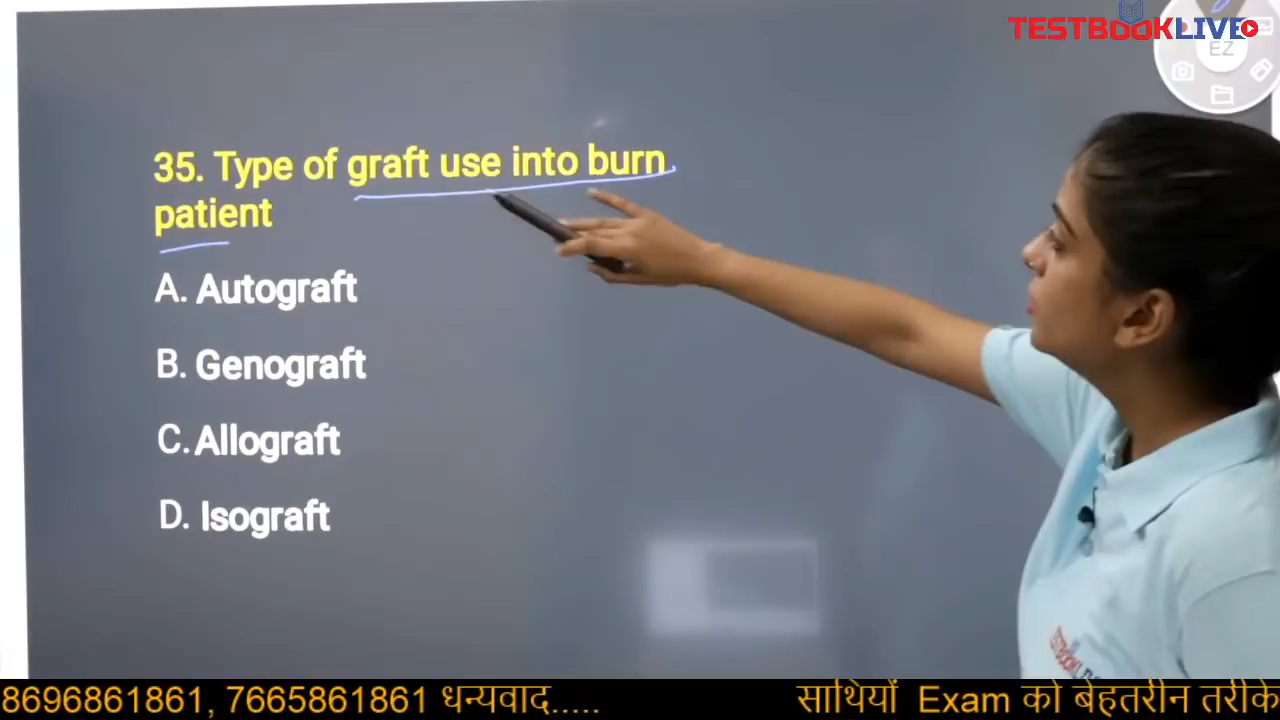 TESTBOOKLIVE
EZ
35. Type of graft use into burn
patient
A. Autograft
B. Genograft
C. Allograft
D. Isograft
8696861861, 7665861861 धन्यवाद..... साथियों Exam को बेहतरीन तरीके